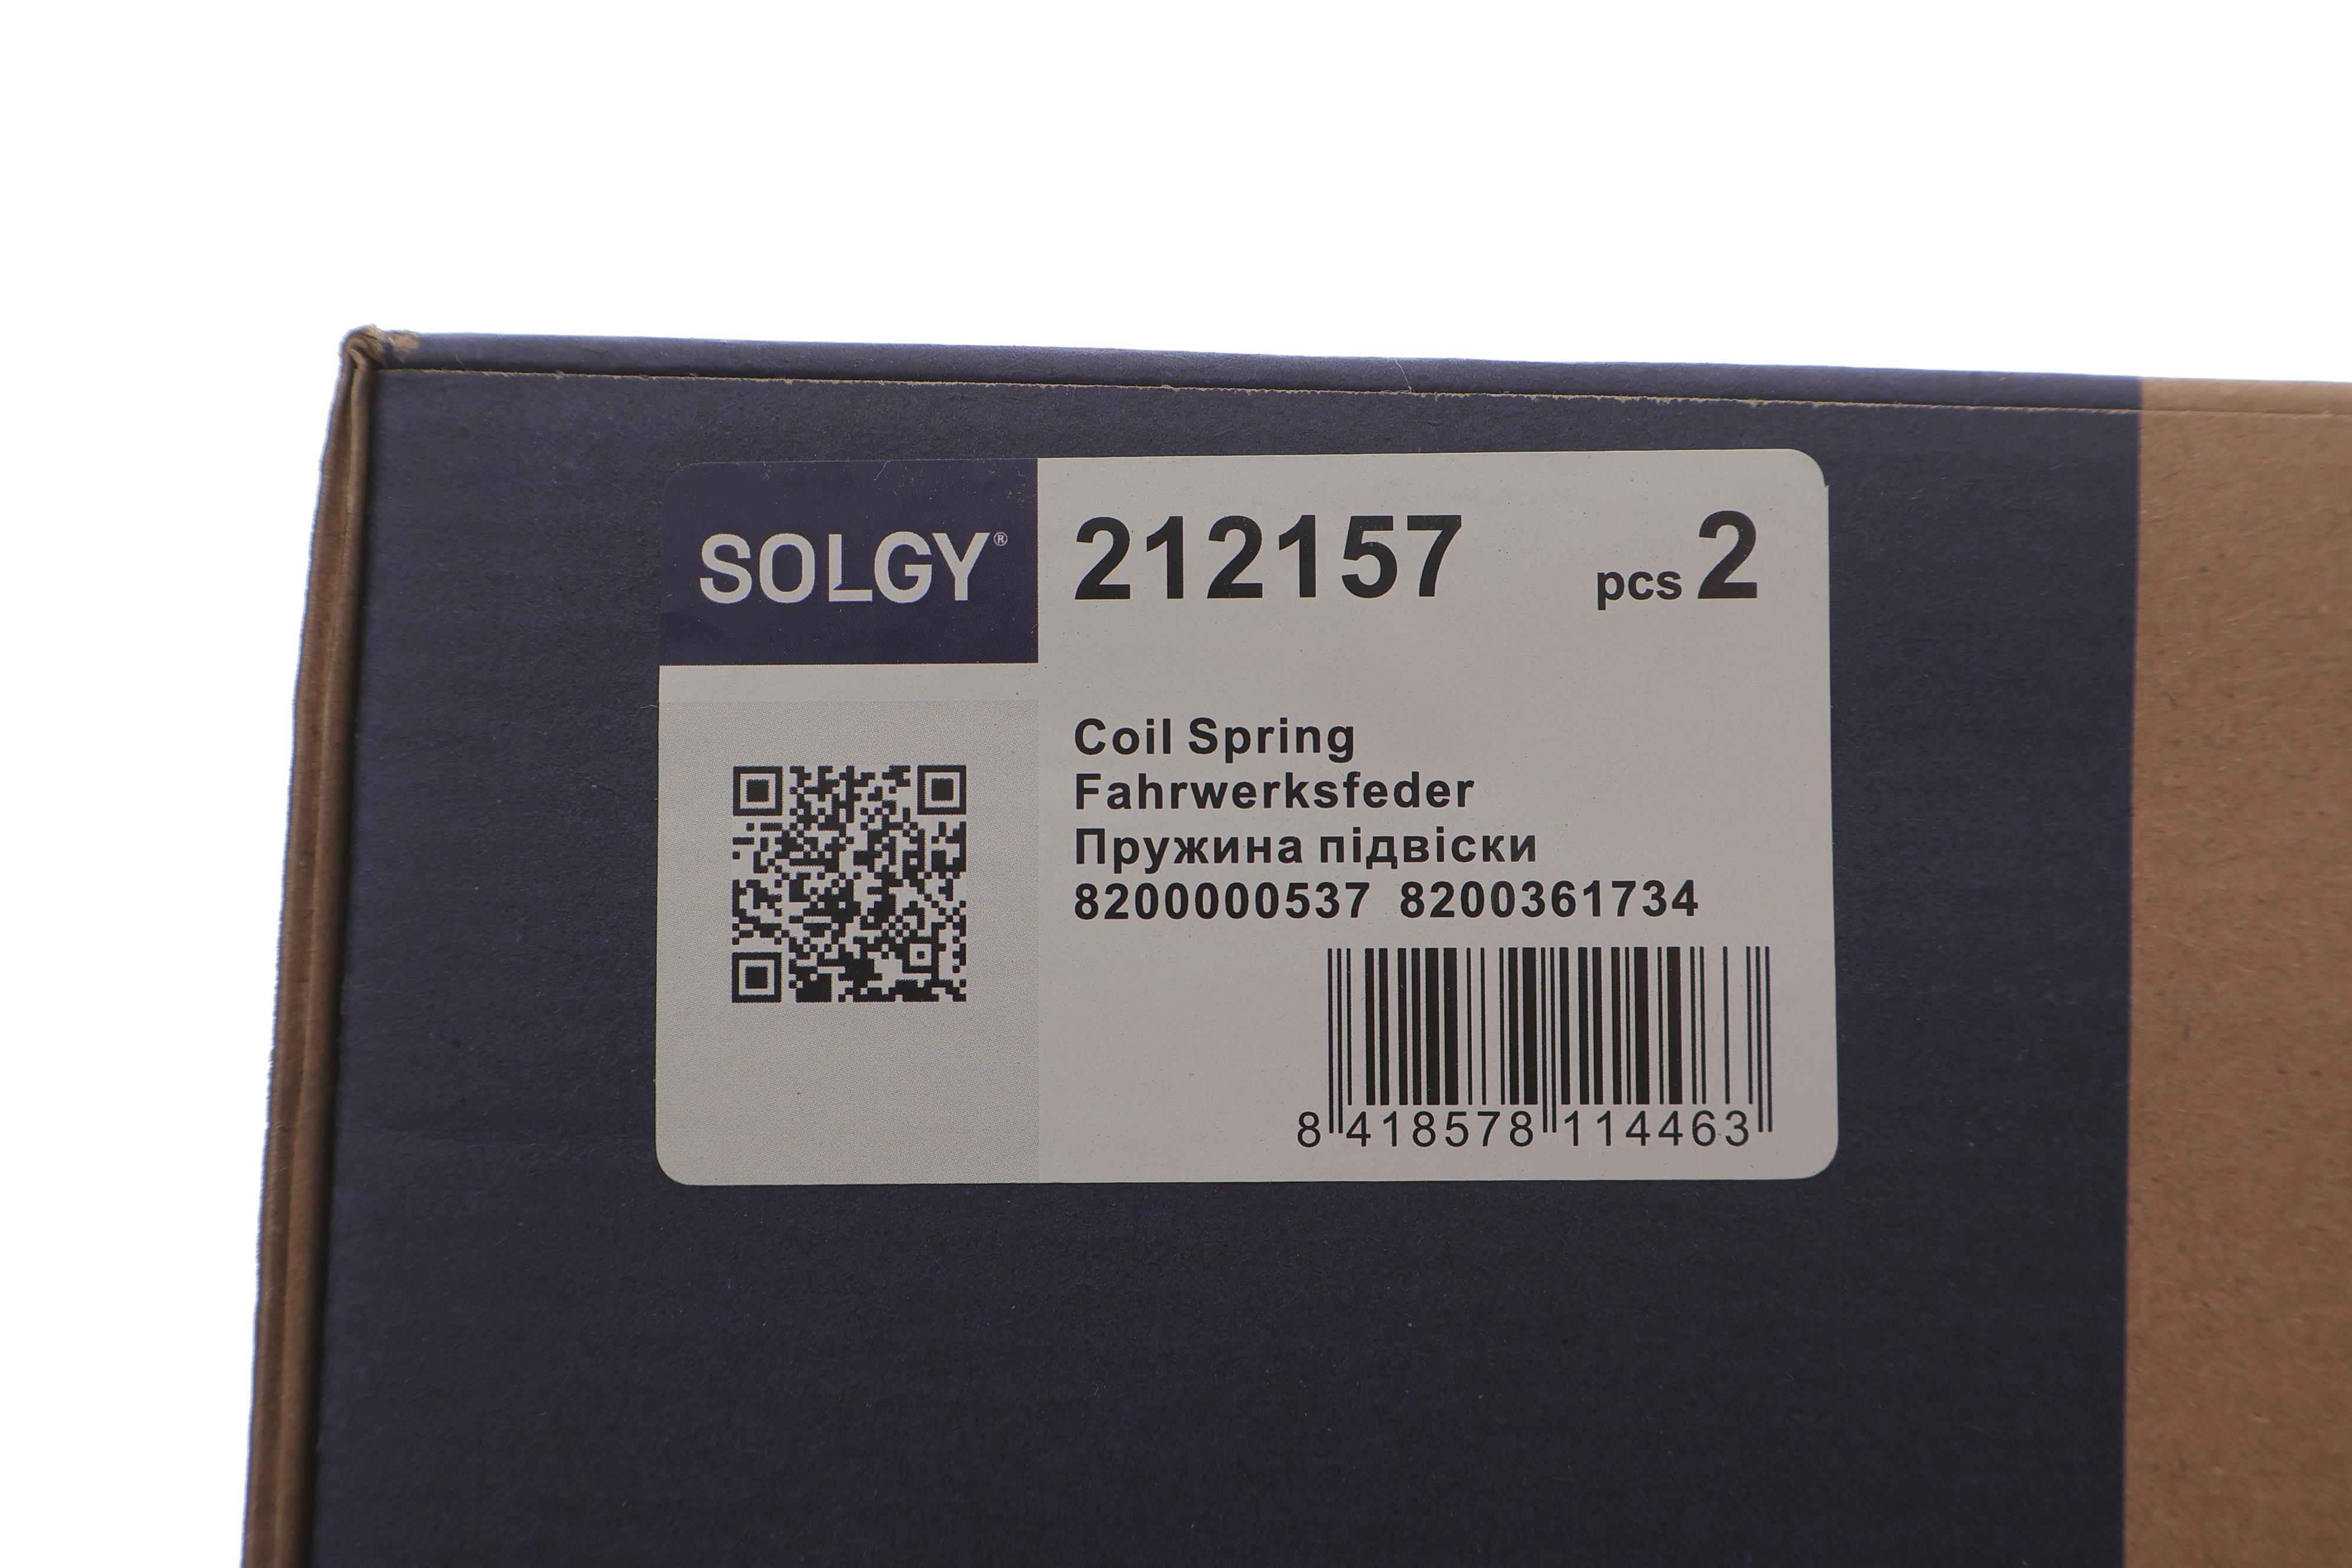 SOLGY®
212157 pcs 2
Coil Spring
Fahrwerksfeder
Пружина підвіски
8200000537 8200361734
8 418578 114463